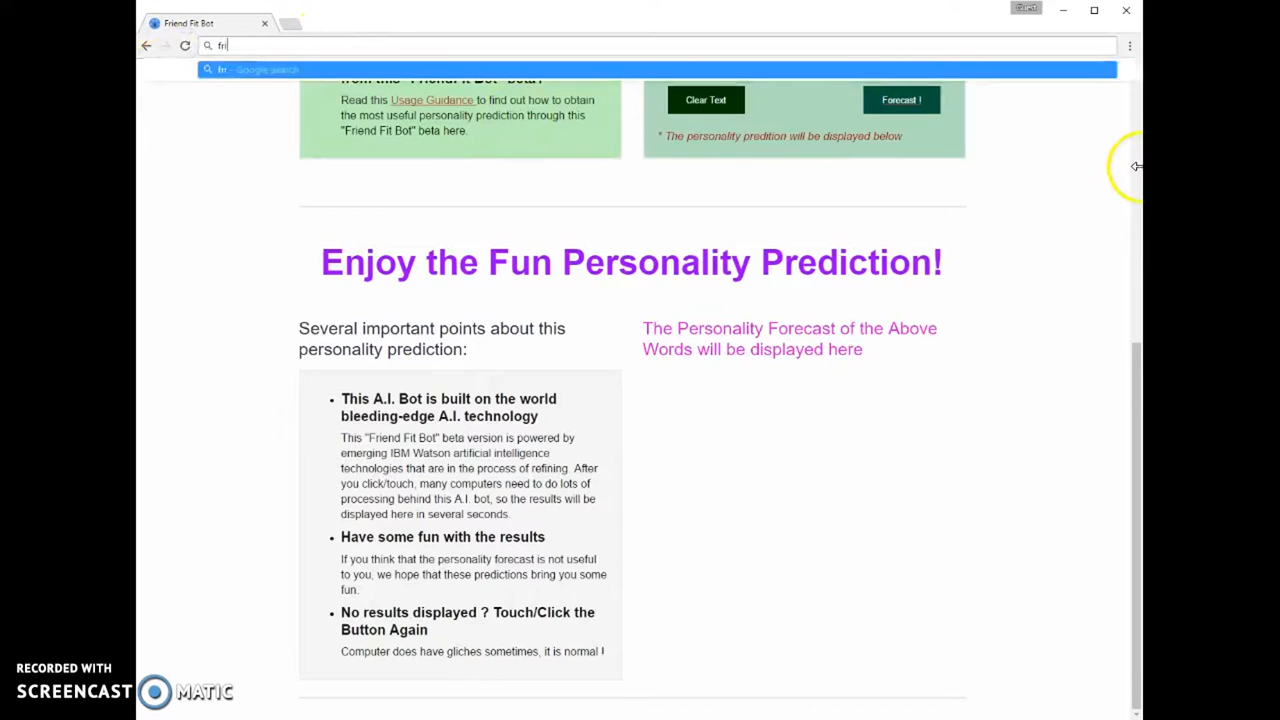 Guest
Friend Fit Bot
fri
fri - Google search
from this "Friend Fit Bot" beta?
Read this Usage Guidance to find out how to obtain
the most useful personality prediction through this
"Friend Fit Bot" beta here.
Clear Text
Forecast !
* The personality predition will be displayed below
Enjoy the Fun Personality Prediction!
Several important points about this
personality prediction:
The Personality Forecast of the Above
Words will be displayed here
This A.I. Bot is built on the world
bleeding-edge A.I. technology
This "Friend Fit Bot" beta version is powered by
emerging IBM Watson artificial intelligence
technologies that are in the process of refining. After
you click/touch, many computers need to do lots of
processing behind this A.I. bot, so the results will be
displayed here in several seconds.
Have some fun with the results
If you think that the personality forecast is not useful
to you, we hope that these predictions bring you some
fun.
No results displayed ? Touch/Click the
Button Again
Computer does have gliches sometimes, it is normal !
RECORDED WITH
SCREENCAST MATIC